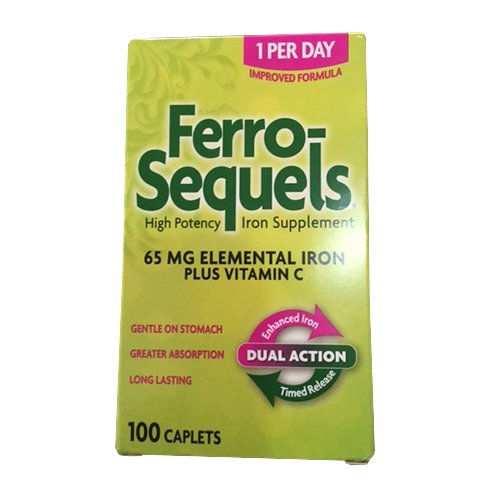 1 PER DAY
IMPROVED FORMULA
Ferro-
Sequels®
High Potency Iron Supplement
65 MG ELEMENTAL IRON
PLUS VITAMIN C
GENTLE ON STOMACH
GREATER ABSORPTION
LONG LASTING
Enhanced Iron
DUAL ACTION
Timed Release
100 CAPLETS